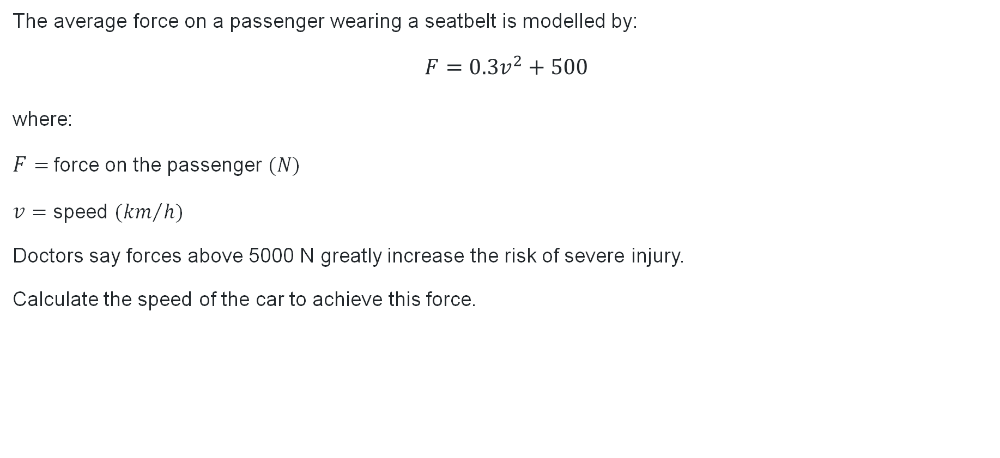 The average force on a passenger wearing a seatbelt is modelled by:
F = 0.3v² + 500
where:
F = force on the passenger (N)
v = speed (km/h)
Doctors say forces above 5000 N greatly increase the risk of severe injury.
Calculate the speed of the car to achieve this force.